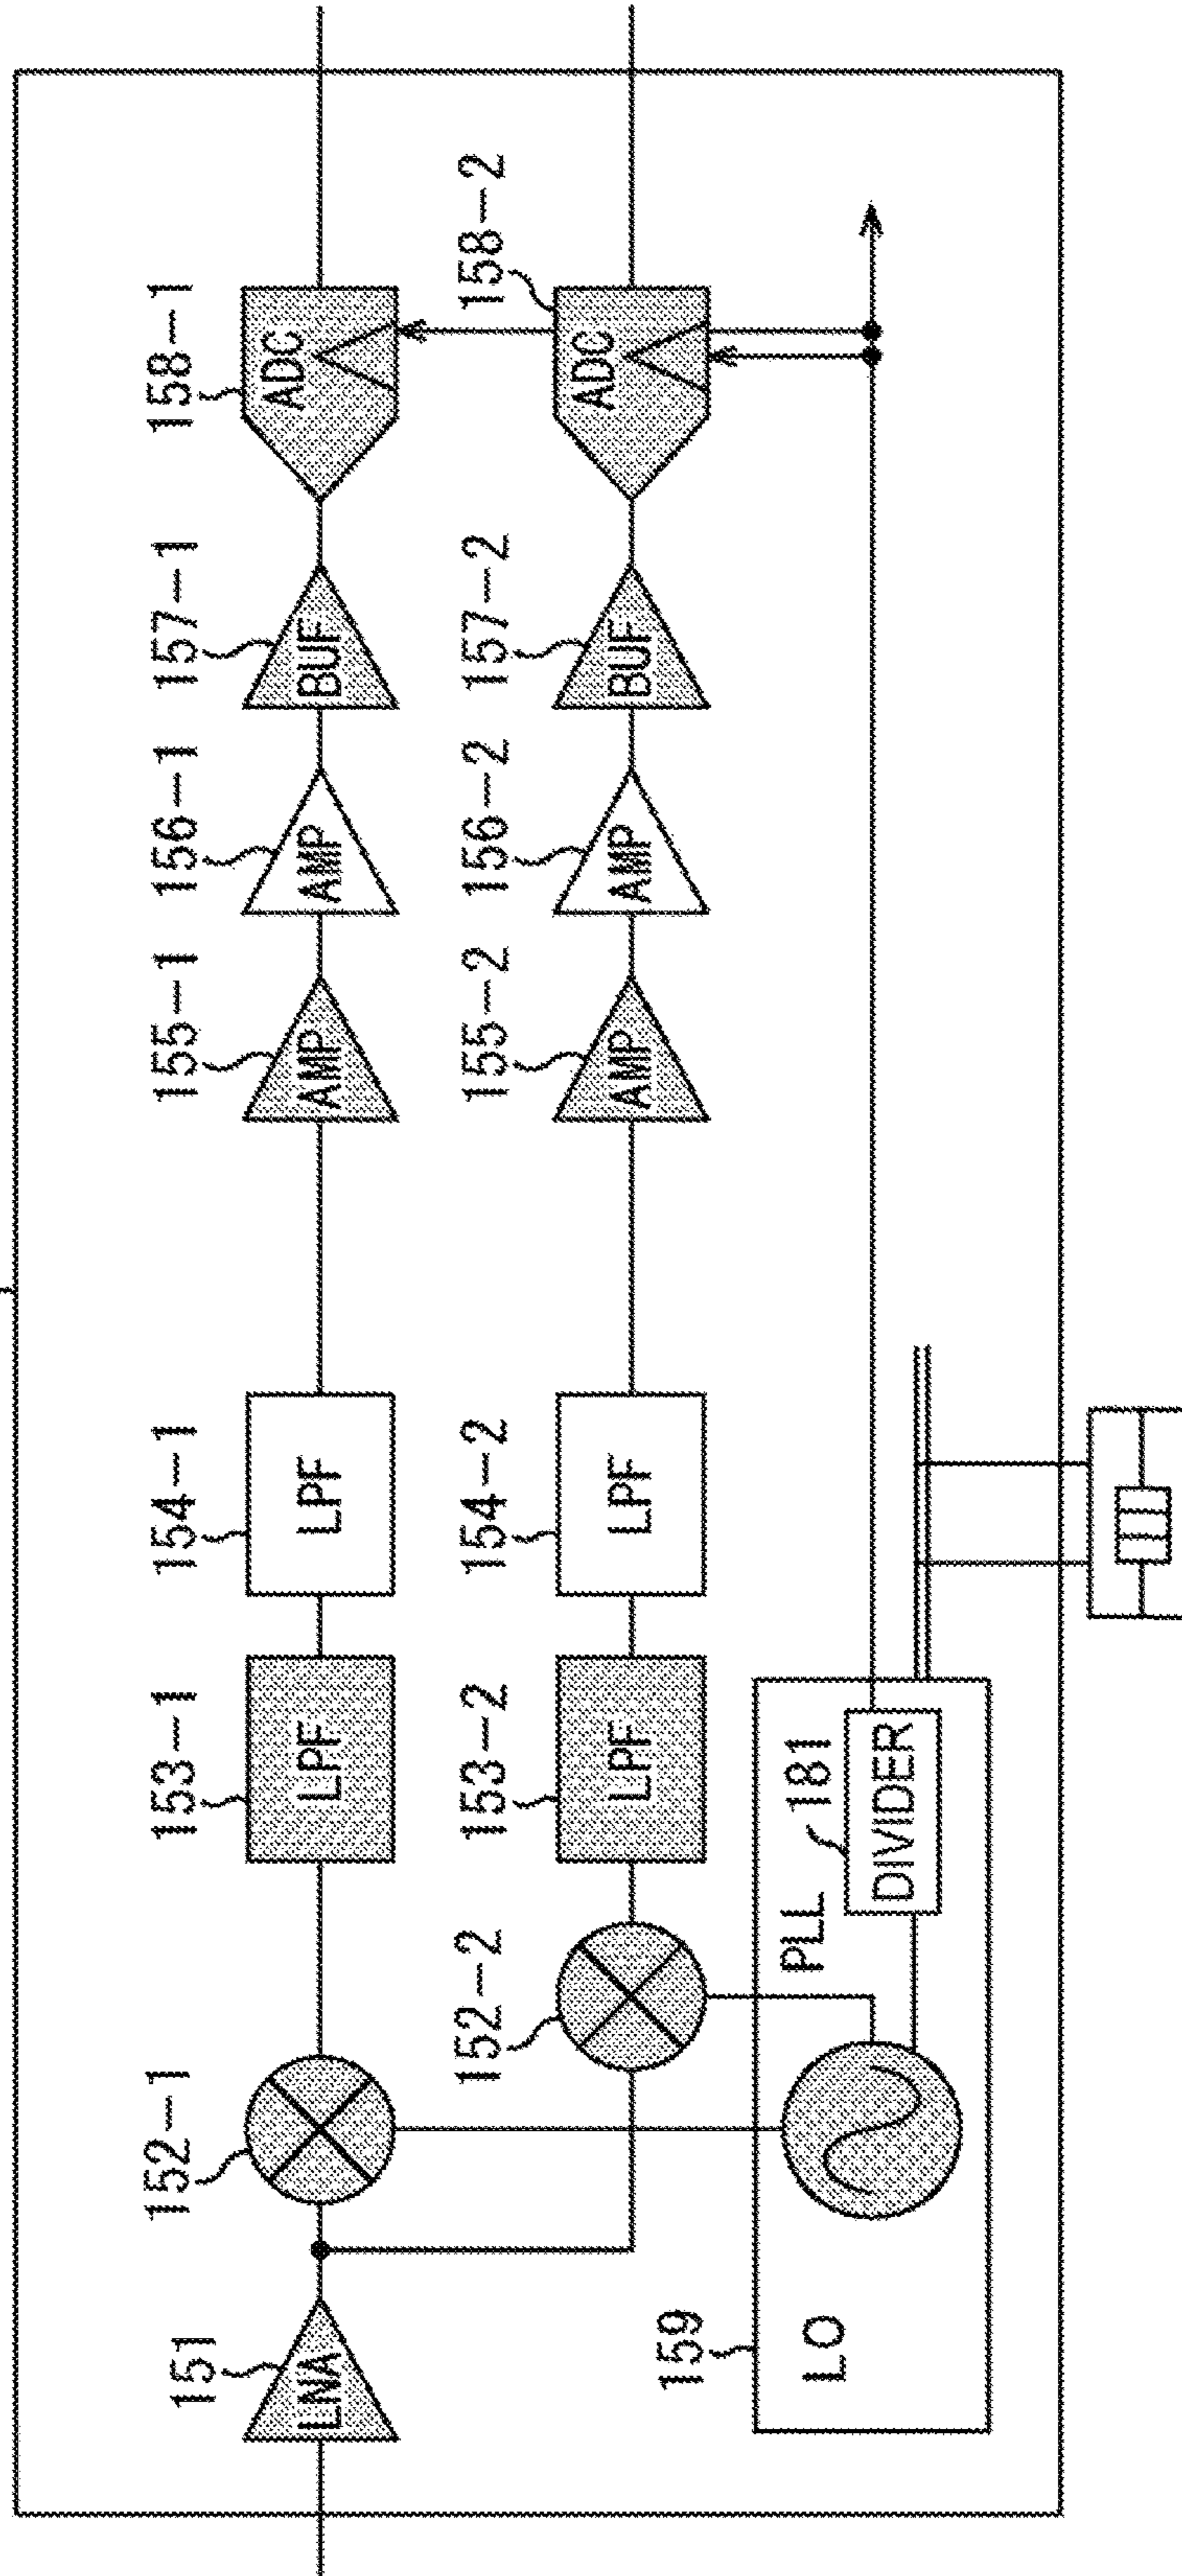 151
LNA
152-1
153-1
LPF
154-1
LPF
155-1
AMP
156-1
AMP
157-1
BUF
158-1
ADC
152-2
153-2
LPF
154-2
LPF
155-2
AMP
156-2
AMP
157-2
BUF
158-2
ADC
159
LO
PLL
181
DIVIDER